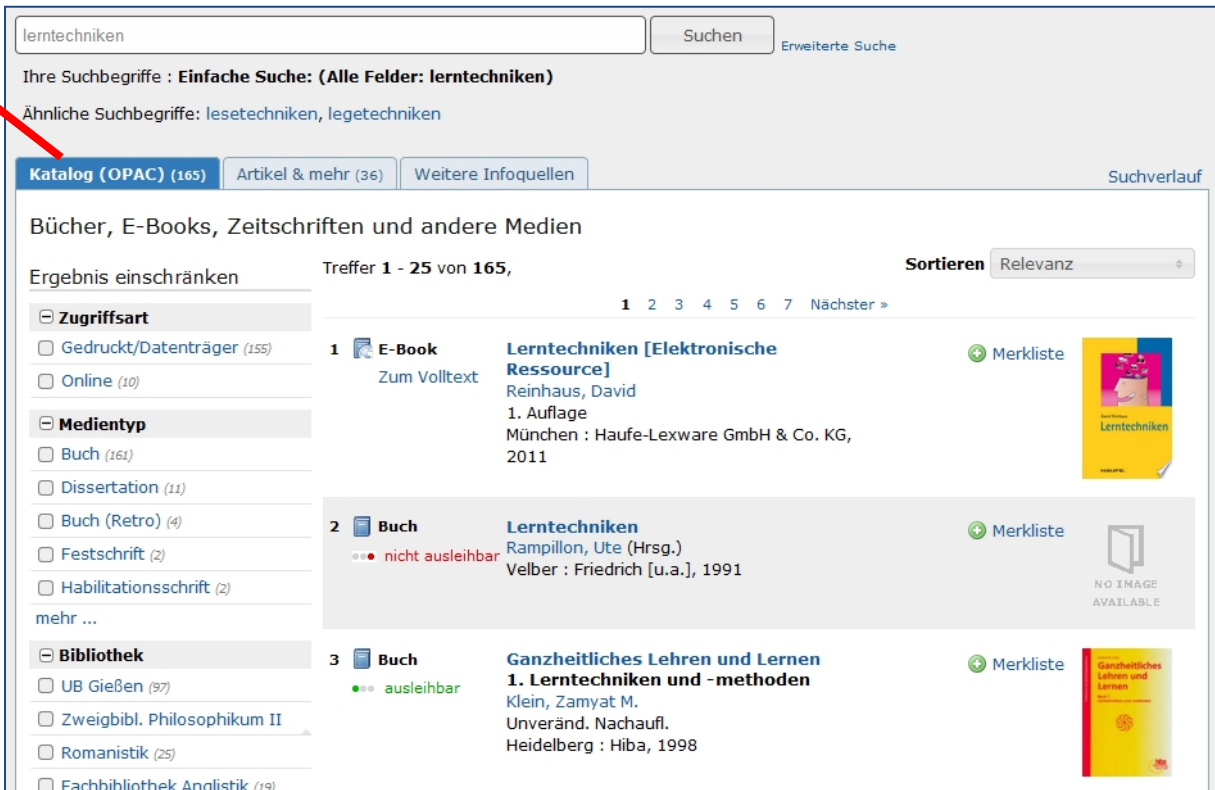 lerntechniken
Suchen
Erweiterte Suche
Ihre Suchbegriffe : Einfache Suche: (Alle Felder: lerntechniken)
Ähnliche Suchbegriffe: lesetechniken, legetechniken
Katalog (OPAC) (165)
Artikel & mehr (36)
Weitere Infoquellen
Suchverlauf
Bücher, E-Books, Zeitschriften und andere Medien
Ergebnis einschränken
Zugriffsart
Gedruckt/Datenträger (155)
Online (10)
Medientyp
Buch (161)
Dissertation (11)
Buch (Retro) (4)
Festschrift (2)
Habilitationsschrift (2)
mehr ...
Bibliothek
UB Gießen (97)
Zweigbibl. Philosophikum II
Romanistik (25)
Fachbibliothek Anglistik (19)
Treffer 1 - 25 von 165,
Sortieren Relevanz
1 2 3 4 5 6 7 Nächster »
1 E-Book
Zum Volltext
Lerntechniken [Elektronische
Ressource]
Reinhaus, David
1. Auflage
München : Haufe-Lexware GmbH & Co. KG,
2011
Merkliste
Lerntechniken
HAUFE.
2 Buch
nicht ausleihbar
Lerntechniken
Rampillon, Ute (Hrsg.)
Velber : Friedrich [u.a.], 1991
Merkliste
NO IMAGE
AVAILABLE
3 Buch
ausleihbar
Ganzheitliches Lehren und Lernen
1. Lerntechniken und -methoden
Klein, Zamyat M.
Unveränd. Nachaufl.
Heidelberg : Hiba, 1998
Merkliste
Ganzheitliches
Lehren und
Lernen